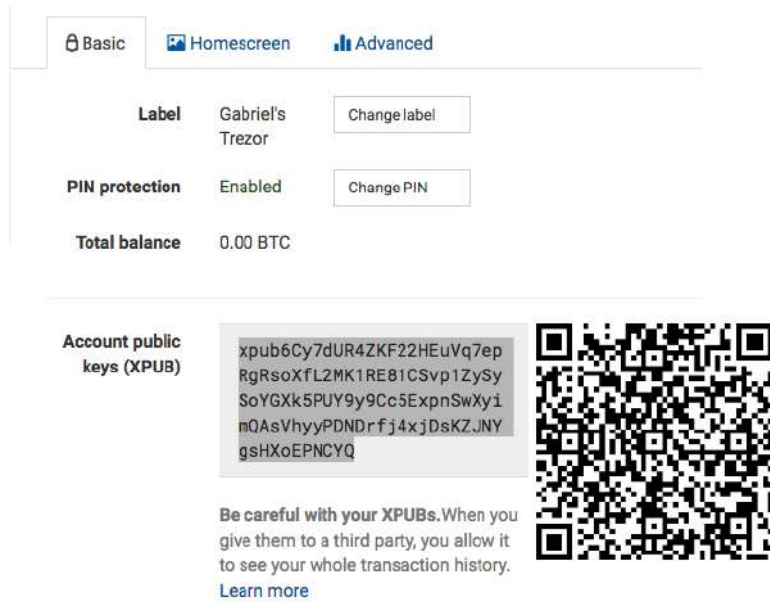 Basic Homescreen Advanced
Label Gabriel's Change label
Trezor
PIN protection Enabled Change PIN
Total balance 0.00 BTC
Account public
keys (XPUB)
xpub6Cy7dUR4ZKF22HEuVq7ep
RgRsoXfL2MK1RE81CSvp1ZySy
SoYGXk5PUY9y9Cc5ExpnSwXyi
mQAsVhyyPDNDrfj4xjDsKZJNY
gsHXoEPNCYQ
Be careful with your XPUBs.When you
give them to a third party, you allow it
to see your whole transaction history.
Learn more